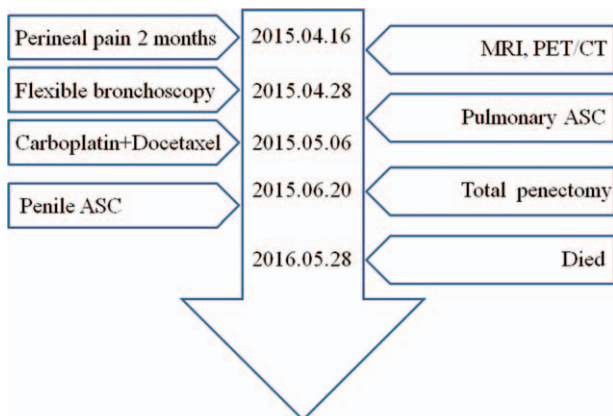 Perineal pain 2 months
2015.04.16
MRI, PET/CT
Flexible bronchoscopy
2015.04.28
Pulmonary ASC
Carboplatin+Docetaxel
2015.05.06
Penile ASC
2015.06.20
Total penectomy
2016.05.28
Died